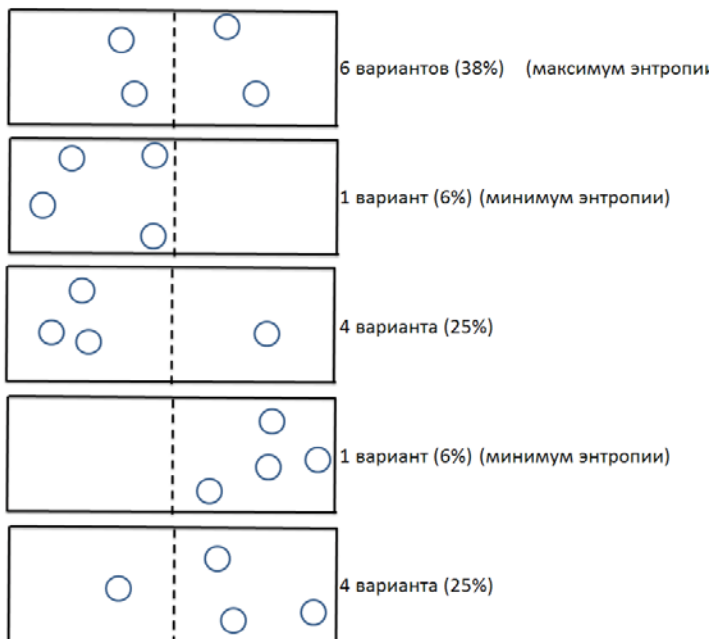 6 вариантов (38%) (максимум энтропии
1 вариант (6%) (минимум энтропии)
4 варианта (25%)
1 вариант (6%) (минимум энтропии)
4 варианта (25%)